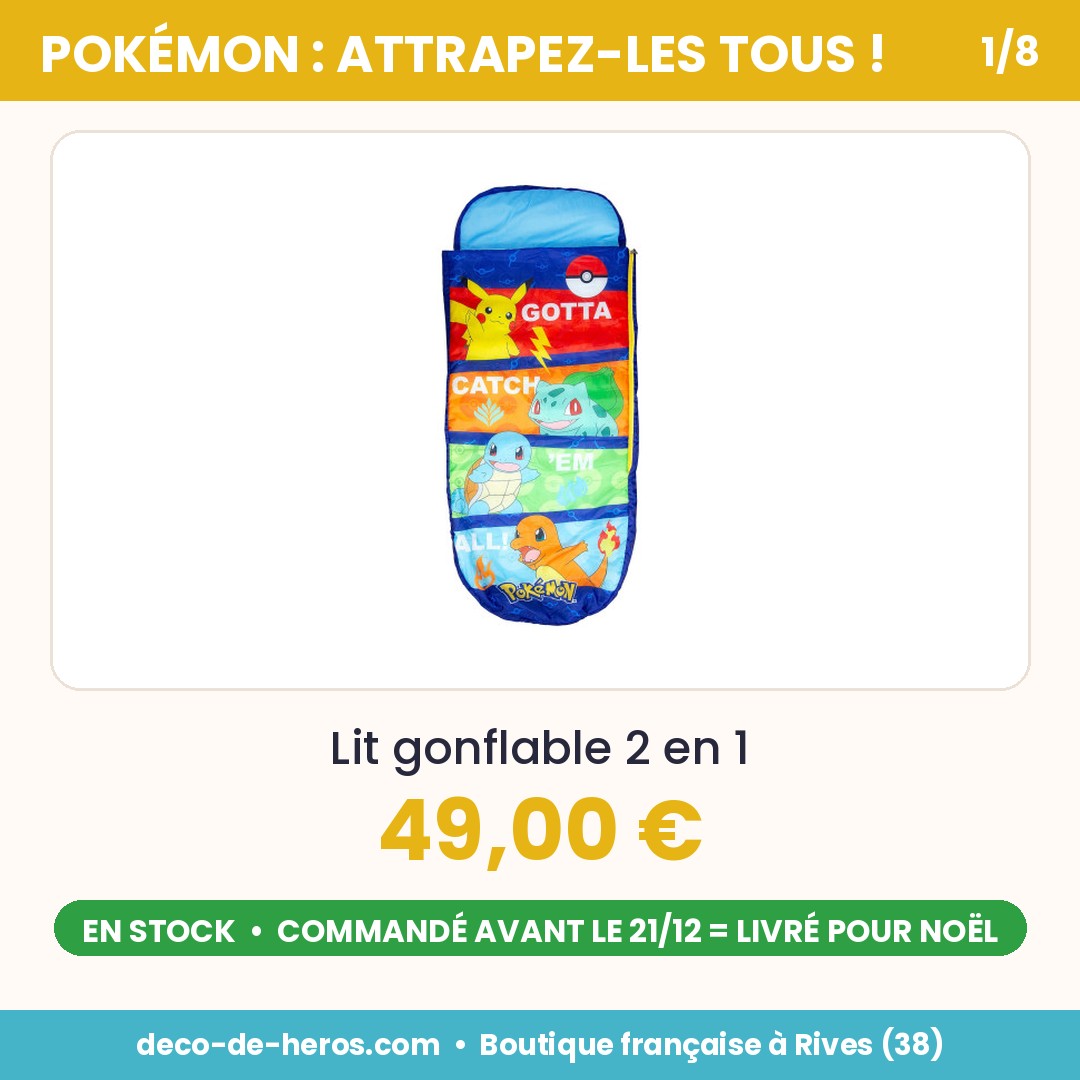 POKÉMON : ATTRAPEZ-LES TOUS !
1/8
GOTTA
CATCH
'EM
ALL!
POKéMON
Lit gonflable 2 en 1
49,00 €
EN STOCK • COMMANDÉ AVANT LE 21/12 = LIVRÉ POUR NOËL
deco-de-heros.com • Boutique française à Rives (38)